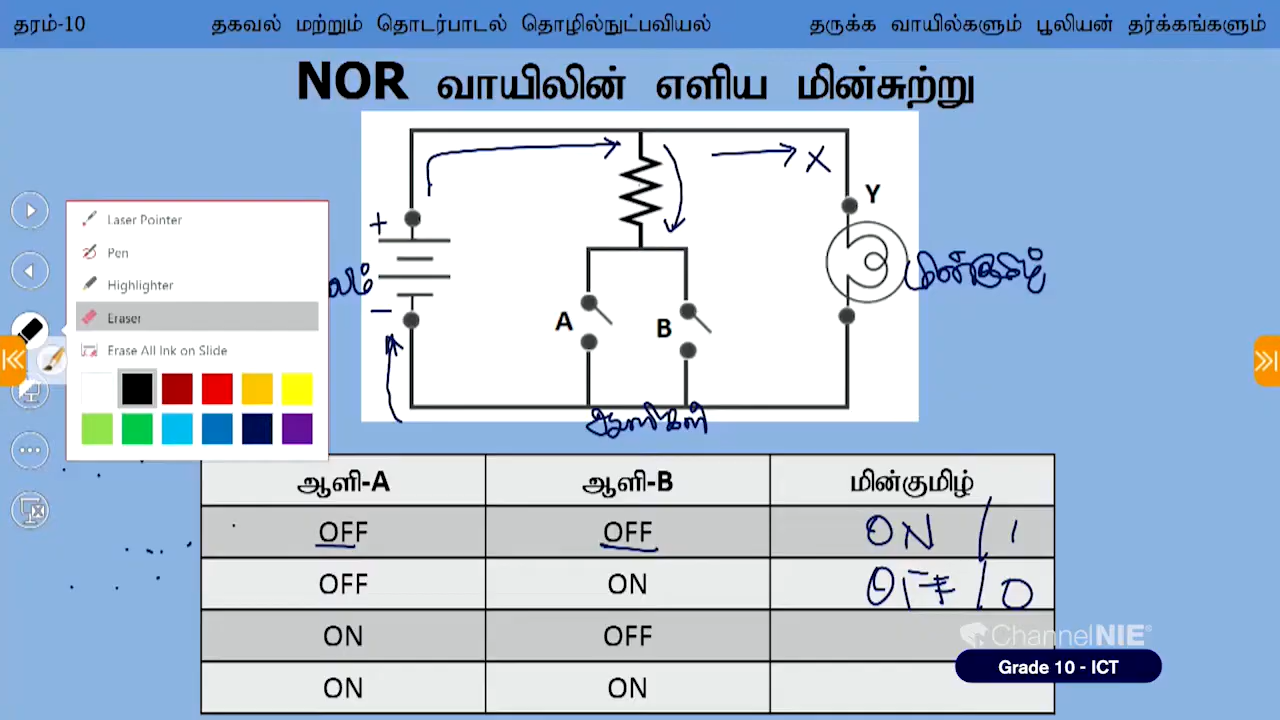 தரம்-10 தகவல் மற்றும் தொடர்பாடல் தொழில்நுட்பவியல் தருக்க வாயில்களும் பூலியன் தர்க்கங்களும்
NOR வாயிலின் எளிய மின்சுற்று
X
Y
+
−
மின்குமிழ்
A
B
ஆளிகள்
Laser Pointer
Pen
Highlighter
Eraser
Erase All Ink on Slide
ஆளி-A ஆளி-B மின்குமிழ்
OFF OFF ON / 1
OFF ON OFF / 0
ON OFF
ON ON
ChannelNIE
Grade 10 - ICT